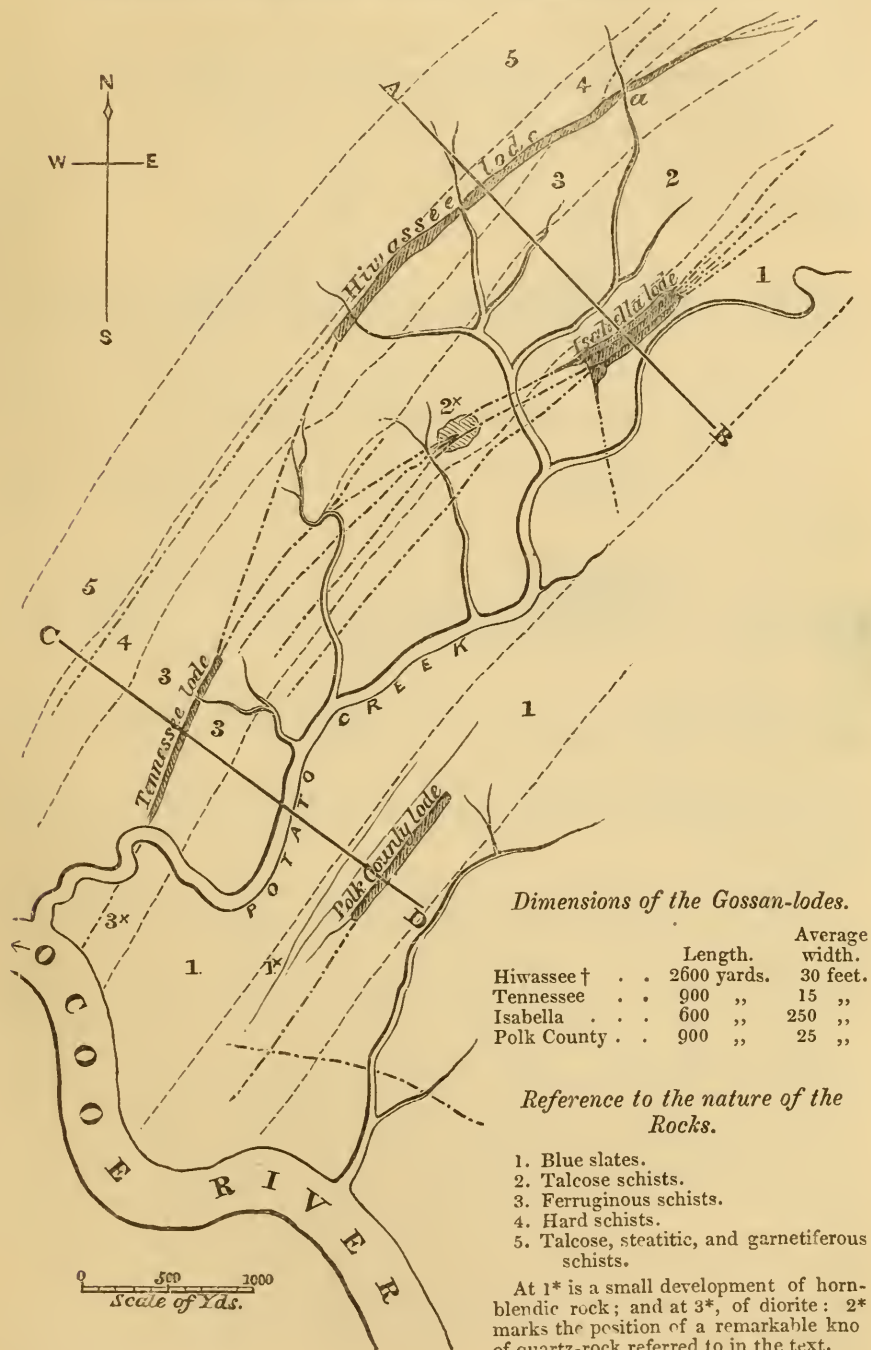 N
W E
S
5
A
4
a
Hiwassee lode
3
2
1
Isabella lode
2×
B
5
C
4
3
Tennessee lode
3
POTATO CREEK
1
Polk County lode
D
3×
1.
1×
OCOOE RIVER
0 500 1000
Scale of Yds.
Dimensions of the Gossan-lodes.
Average
Length. width.
Hiwassee † . . 2600 yards. 30 feet.
Tennessee . . 900 ,, 15 ,,
Isabella . . . 600 ,, 250 ,,
Polk County . . 900 ,, 25 ,,
Reference to the nature of the
Rocks.
1. Blue slates.
2. Talcose schists.
3. Ferruginous schists.
4. Hard schists.
5. Talcose, steatitic, and garnetiferous
schists.
At 1* is a small development of horn-
blendic rock; and at 3*, of diorite: 2*
marks the position of a remarkable kno
of quartz-rock referred to in the text.